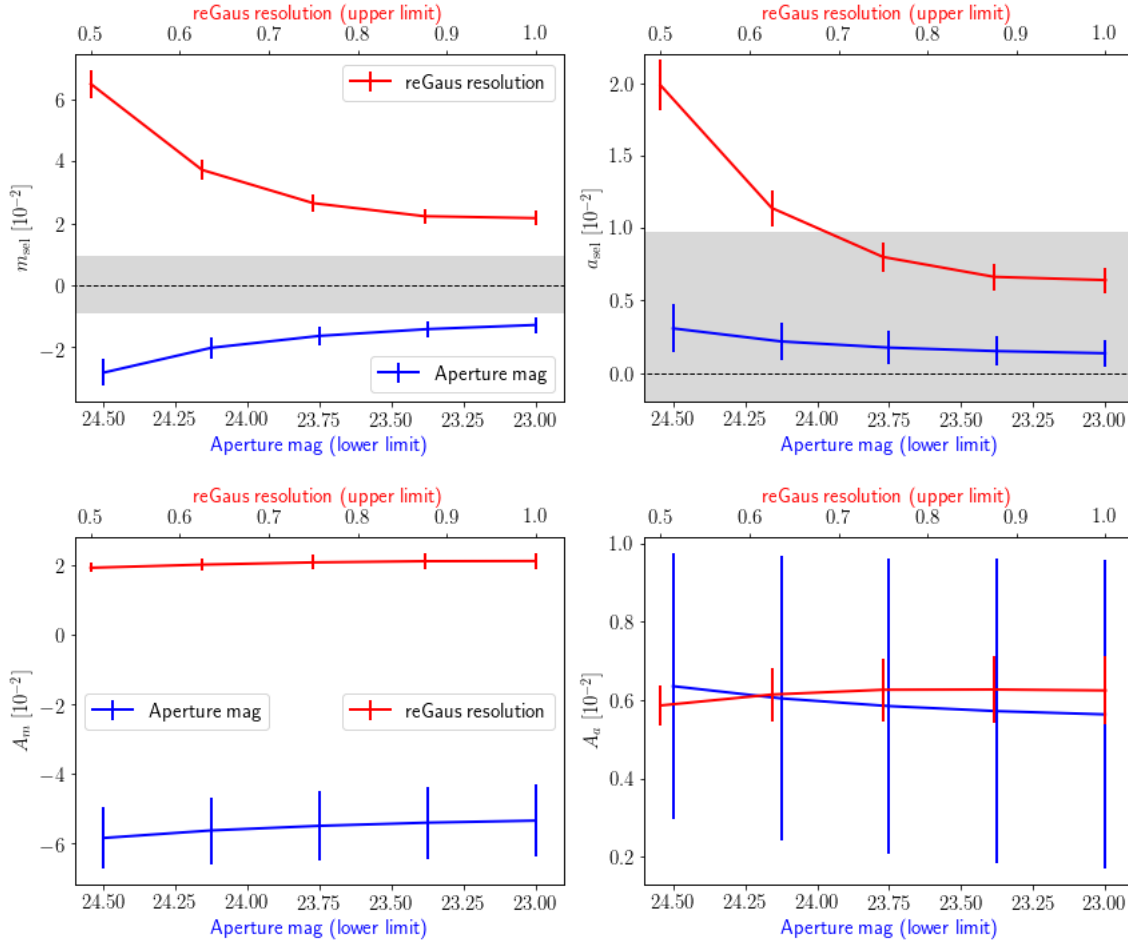 reGaus resolution (upper limit)
0.5 0.6 0.7 0.8 0.9 1.0
m_sel [10^-2]
6
4
2
0
−2
reGaus resolution
Aperture mag
24.50 24.25 24.00 23.75 23.50 23.25 23.00
Aperture mag (lower limit)
reGaus resolution (upper limit)
0.5 0.6 0.7 0.8 0.9 1.0
a_sel [10^-2]
2.0
1.5
1.0
0.5
0.0
24.50 24.25 24.00 23.75 23.50 23.25 23.00
Aperture mag (lower limit)
reGaus resolution (upper limit)
0.5 0.6 0.7 0.8 0.9 1.0
A_m [10^-2]
2
0
−2
−4
−6
Aperture mag
reGaus resolution
24.50 24.25 24.00 23.75 23.50 23.25 23.00
Aperture mag (lower limit)
reGaus resolution (upper limit)
0.5 0.6 0.7 0.8 0.9 1.0
A_a [10^-2]
1.0
0.8
0.6
0.4
0.2
24.50 24.25 24.00 23.75 23.50 23.25 23.00
Aperture mag (lower limit)